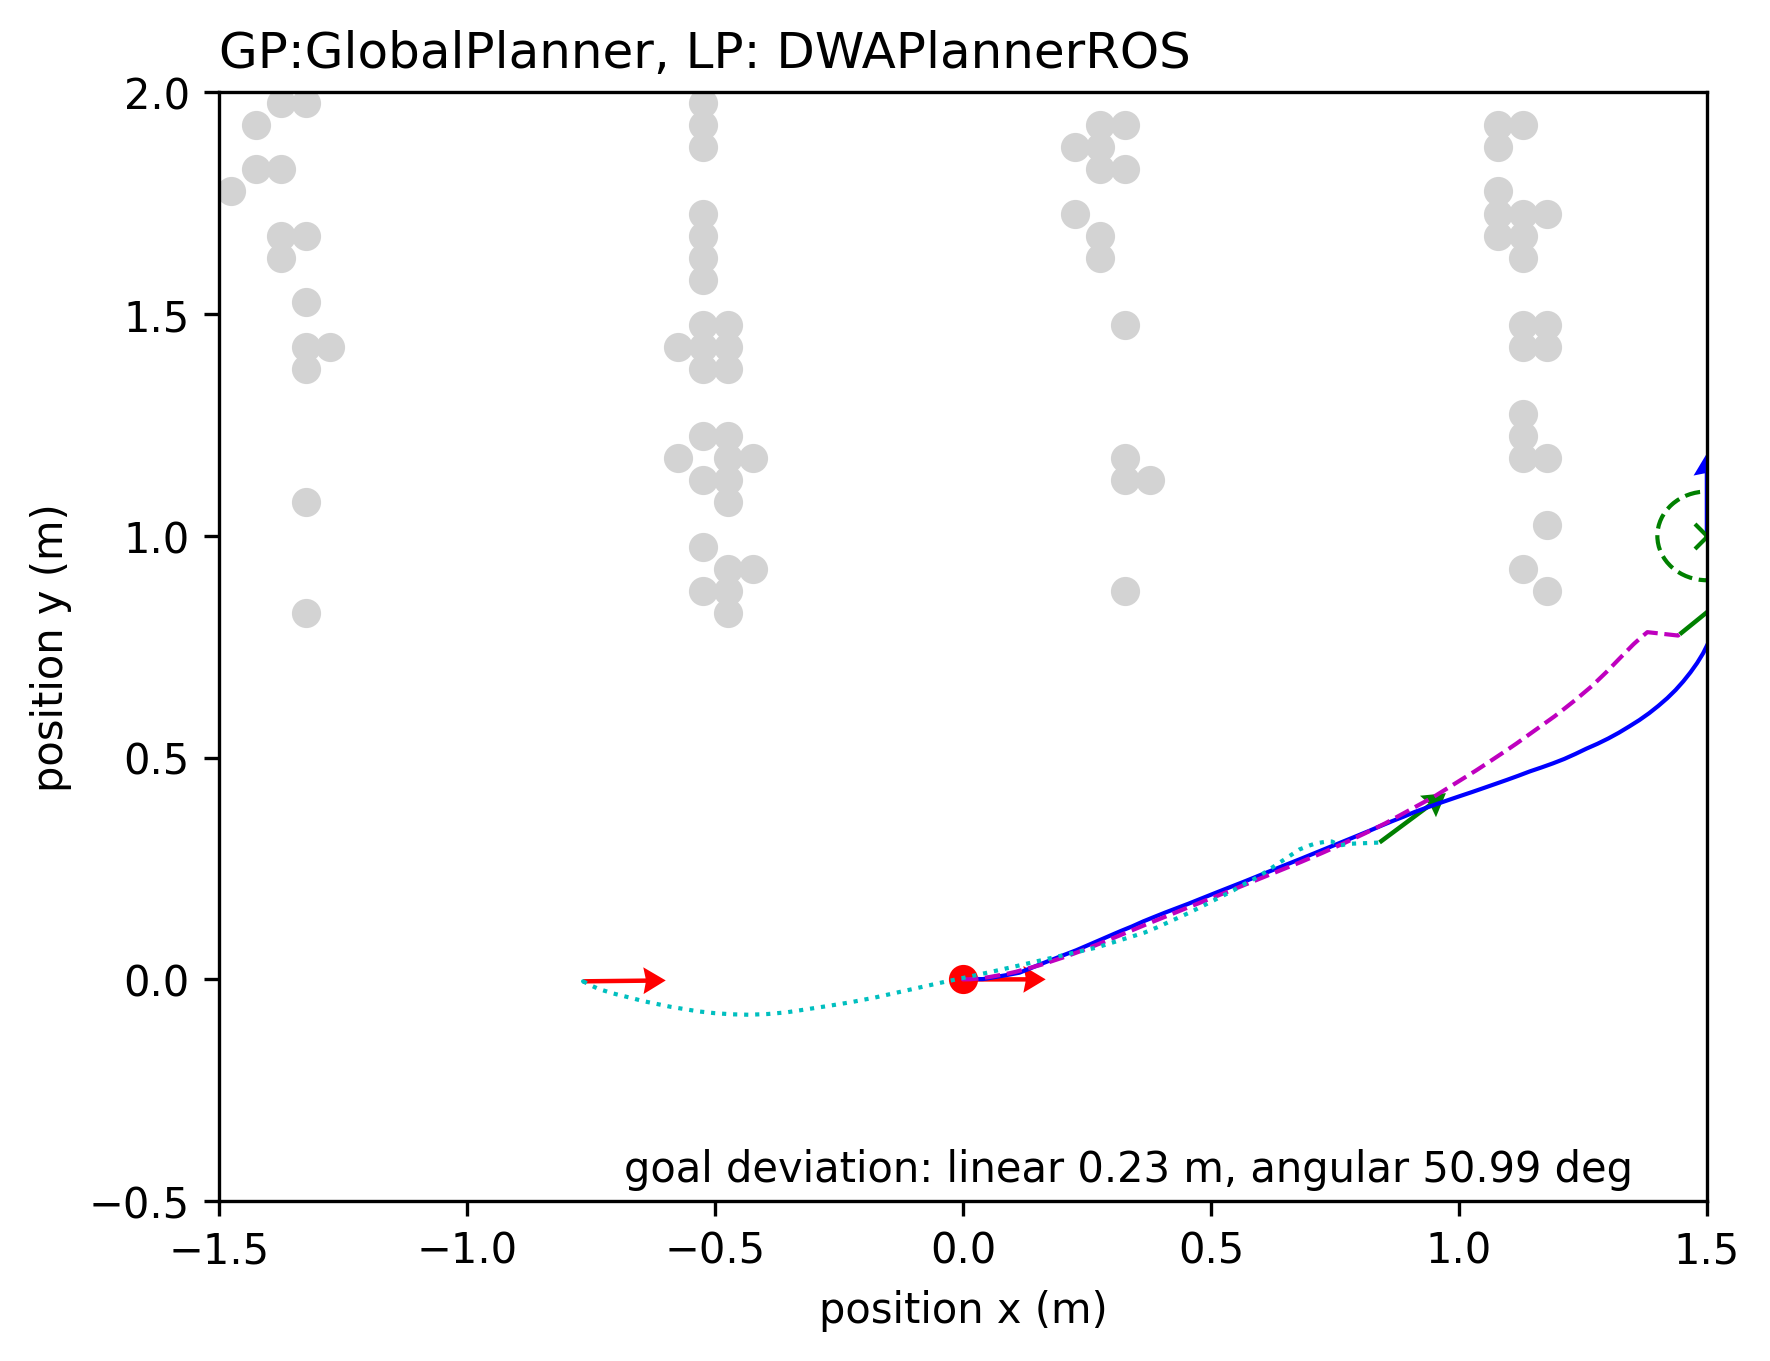 GP:GlobalPlanner, LP: DWAPlannerROS
2.0
1.5
1.0
0.5
0.0
−0.5
position y (m)
goal deviation: linear 0.23 m, angular 50.99 deg
−1.5 −1.0 −0.5 0.0 0.5 1.0 1.5
position x (m)